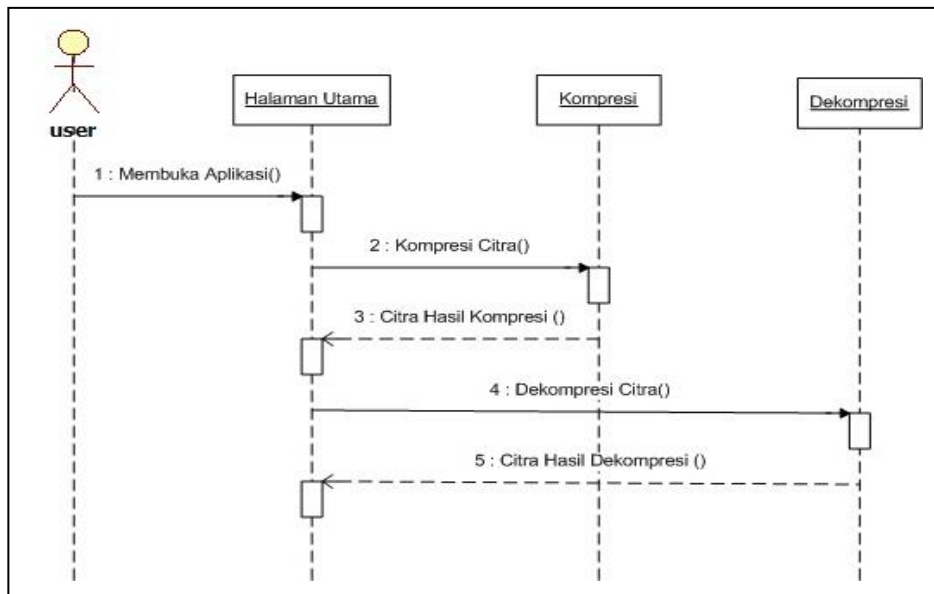 Halaman Utama
Kompresi
Dekompresi
user
1 : Membuka Aplikasi()
2 : Kompresi Citra()
3 : Citra Hasil Kompresi ()
4 : Dekompresi Citra()
5 : Citra Hasil Dekompresi ()